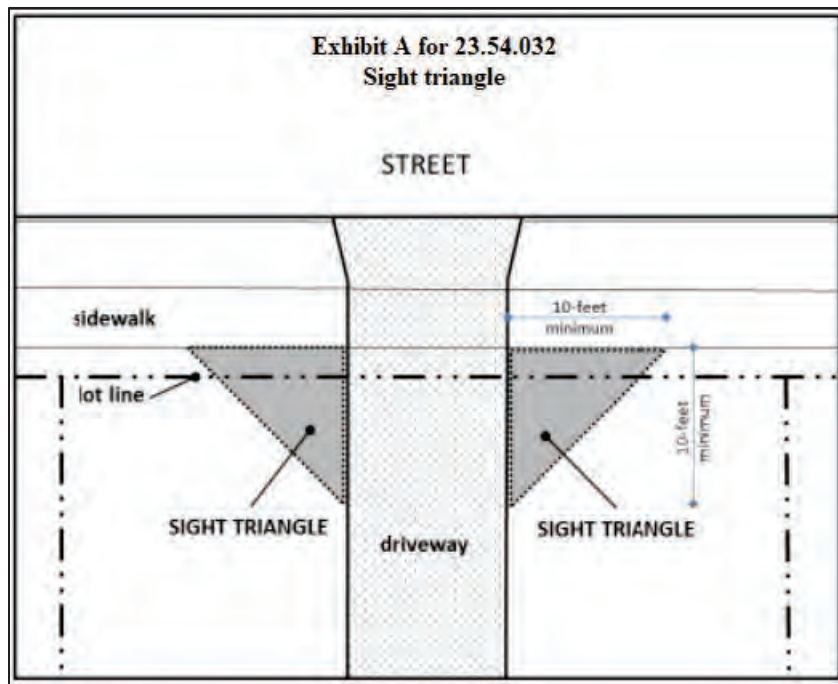 Exhibit A for 23.54.032
Sight triangle
STREET
10-feet
minimum
sidewalk
lot line
10-feet
minimum
SIGHT TRIANGLE
SIGHT TRIANGLE
driveway